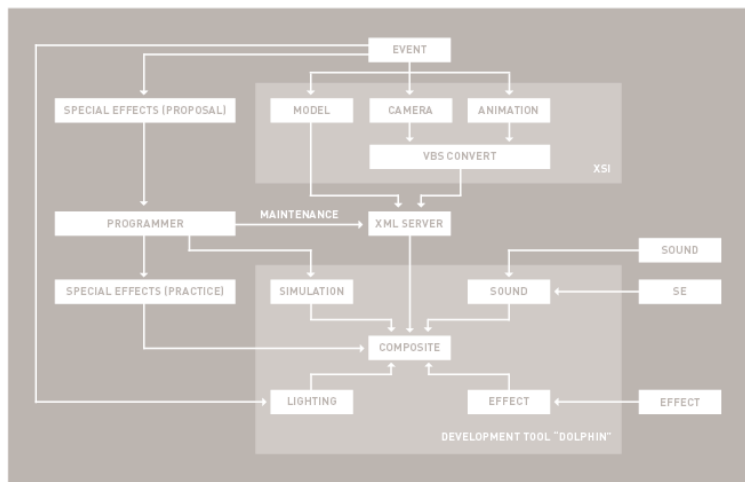 EVENT
SPECIAL EFFECTS (PROPOSAL)
MODEL
CAMERA
ANIMATION
VBS CONVERT
XSI
PROGRAMMER
MAINTENANCE
XML SERVER
SOUND
SPECIAL EFFECTS (PRACTICE)
SIMULATION
SOUND
SE
COMPOSITE
LIGHTING
EFFECT
EFFECT
DEVELOPMENT TOOL "DOLPHIN"